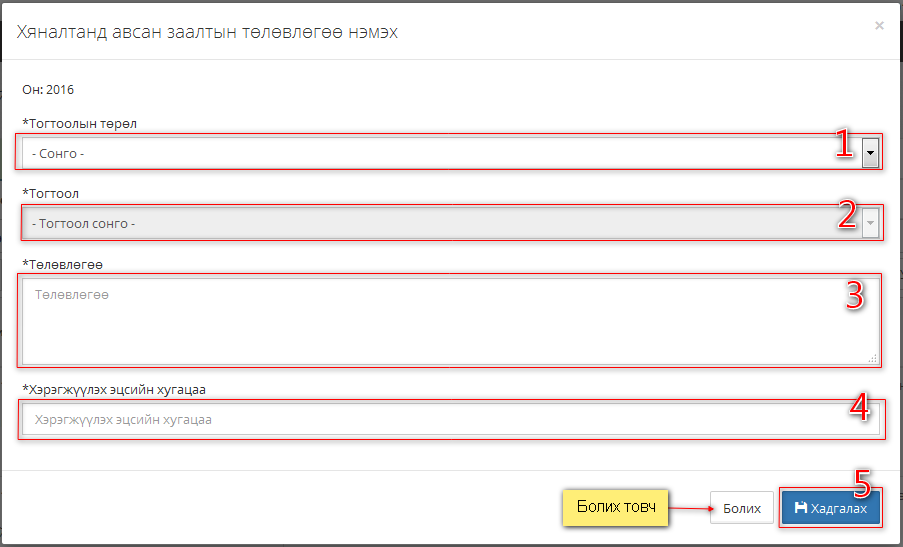 Хяналтанд авсан заалтын төлөвлөгөө нэмэх ×
Он: 2016
*Тогтоолын төрөл
- Сонго - 1
*Тогтоол
- Тогтоол сонго - 2
*Төлөвлөгөө
Төлөвлөгөө 3
*Хэрэгжүүлэх эцсийн хугацаа
Хэрэгжүүлэх эцсийн хугацаа 4
5
Болих товч Болих Хадгалах